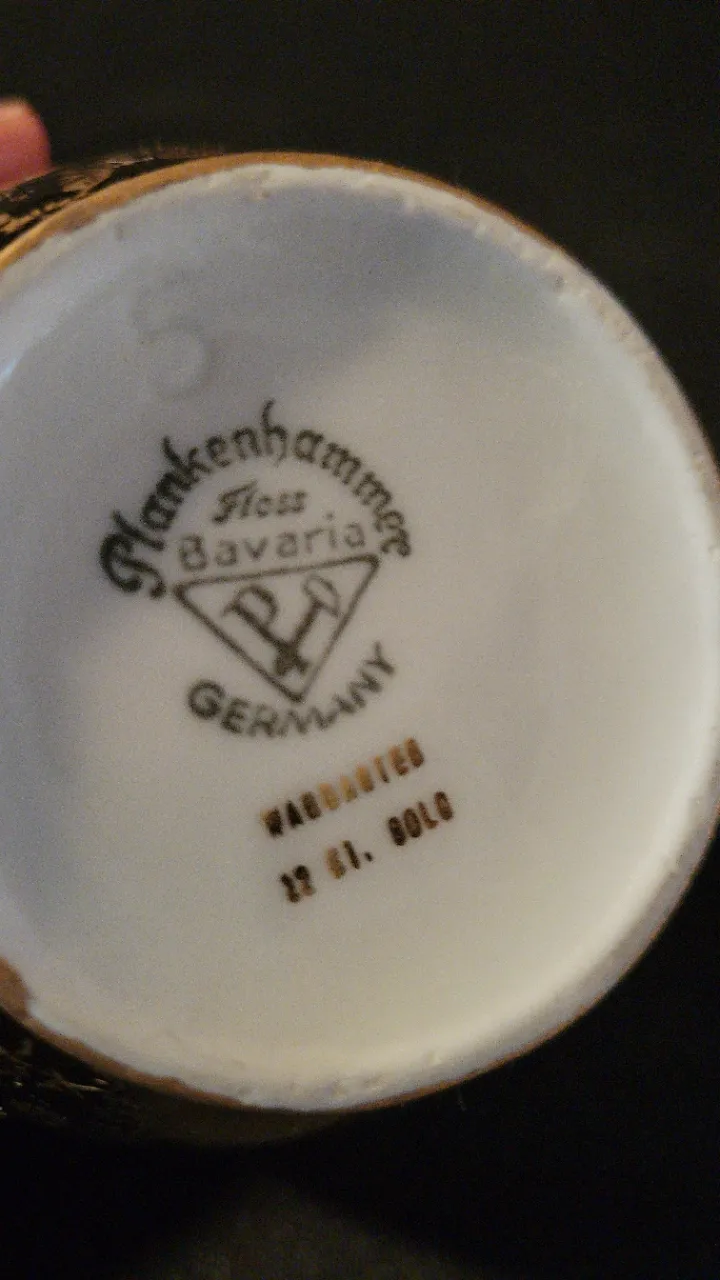 S
Plankenhammer
Floss
Bavaria
P
GERMANY
WARRANTED
22 KT. GOLD